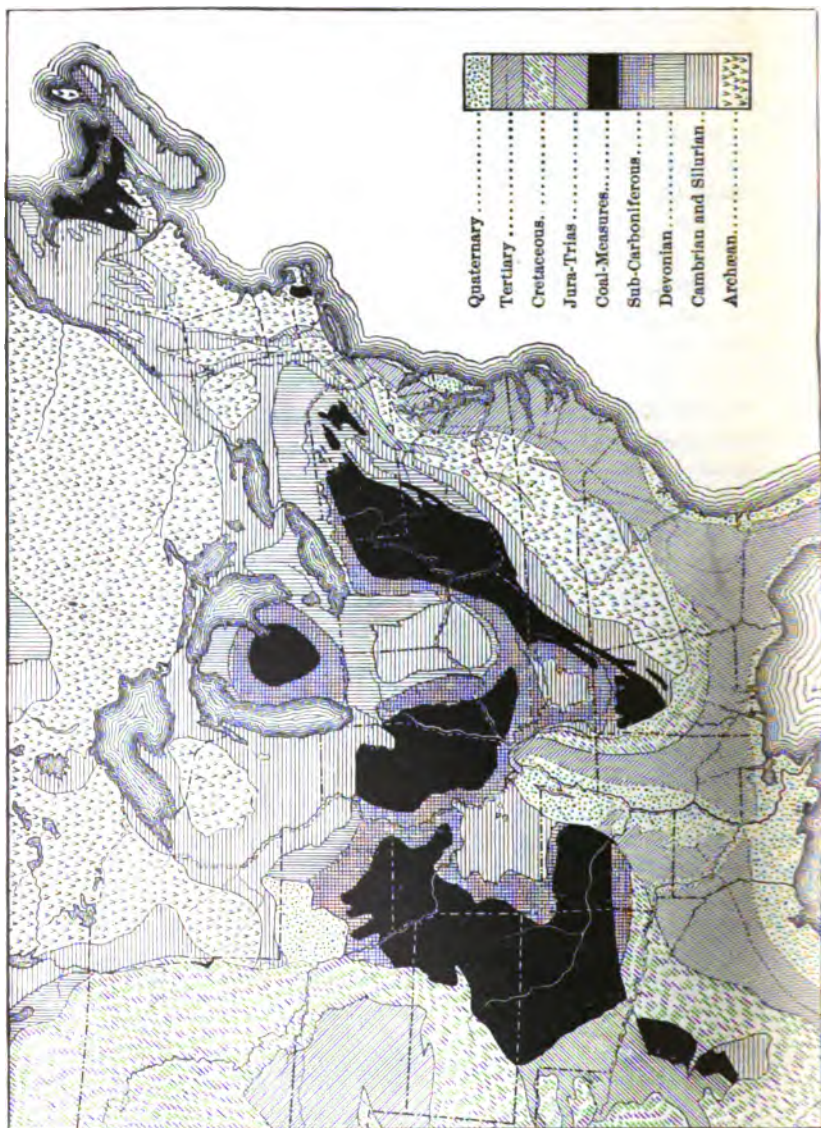 Quaternary..........
Tertiary..........
Cretaceous..........
Jura-Trias..........
Coal-Measures..........
Sub-Carboniferous.....
Devonian..........
Cambrian and Silurian....
Archæan..........